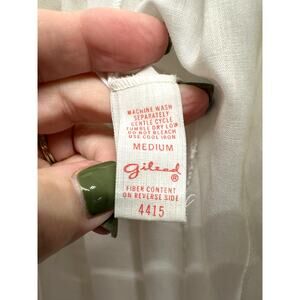 MACHINE WASH
SEPARATELY
GENTLE CYCLE
TUMBLE DRY LOW
DO NOT BLEACH
USE COOL IRON
MEDIUM
gilead
®
FIBER CONTENT
ON REVERSE SIDE
4415